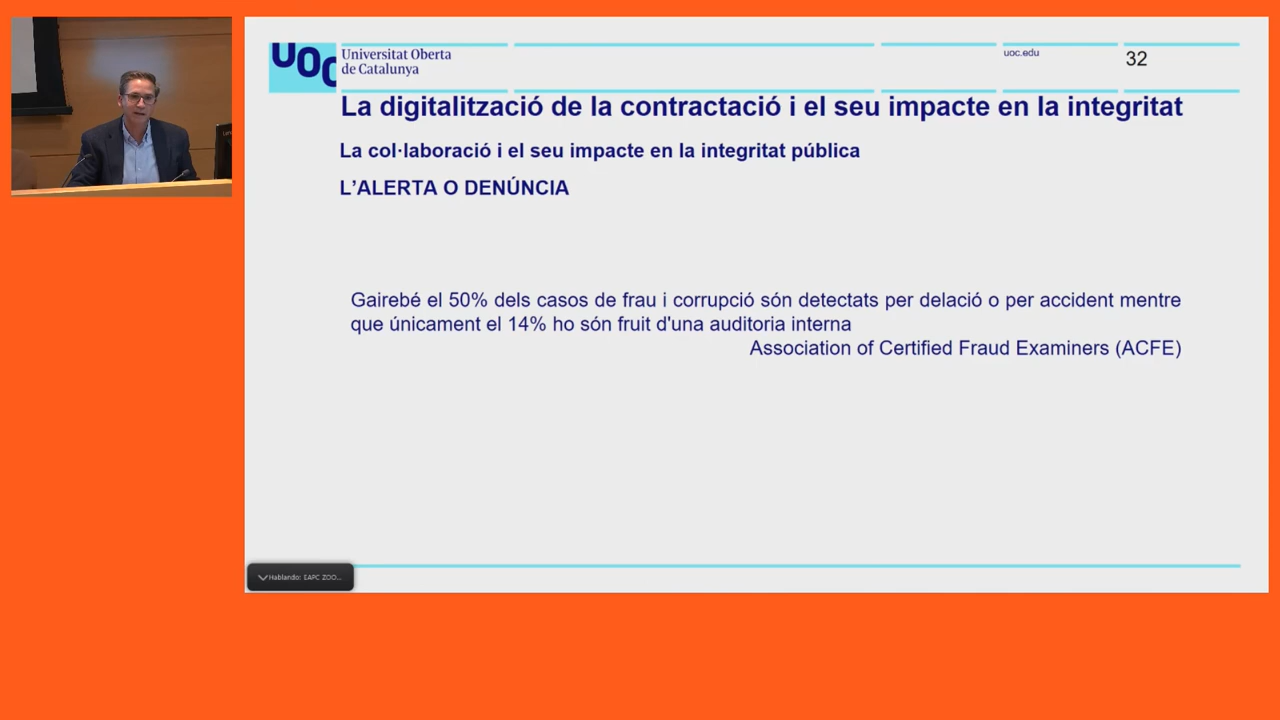 UOC
Universitat Oberta
de Catalunya
uoc.edu
32
La digitalització de la contractació i el seu impacte en la integritat
La col·laboració i el seu impacte en la integritat pública
L’ALERTA O DENÚNCIA
Gairebé el 50% dels casos de frau i corrupció són detectats per delació o per accident mentre
que únicament el 14% ho són fruit d'una auditoria interna
Association of Certified Fraud Examiners (ACFE)
Hablando: EAPC ZOO...